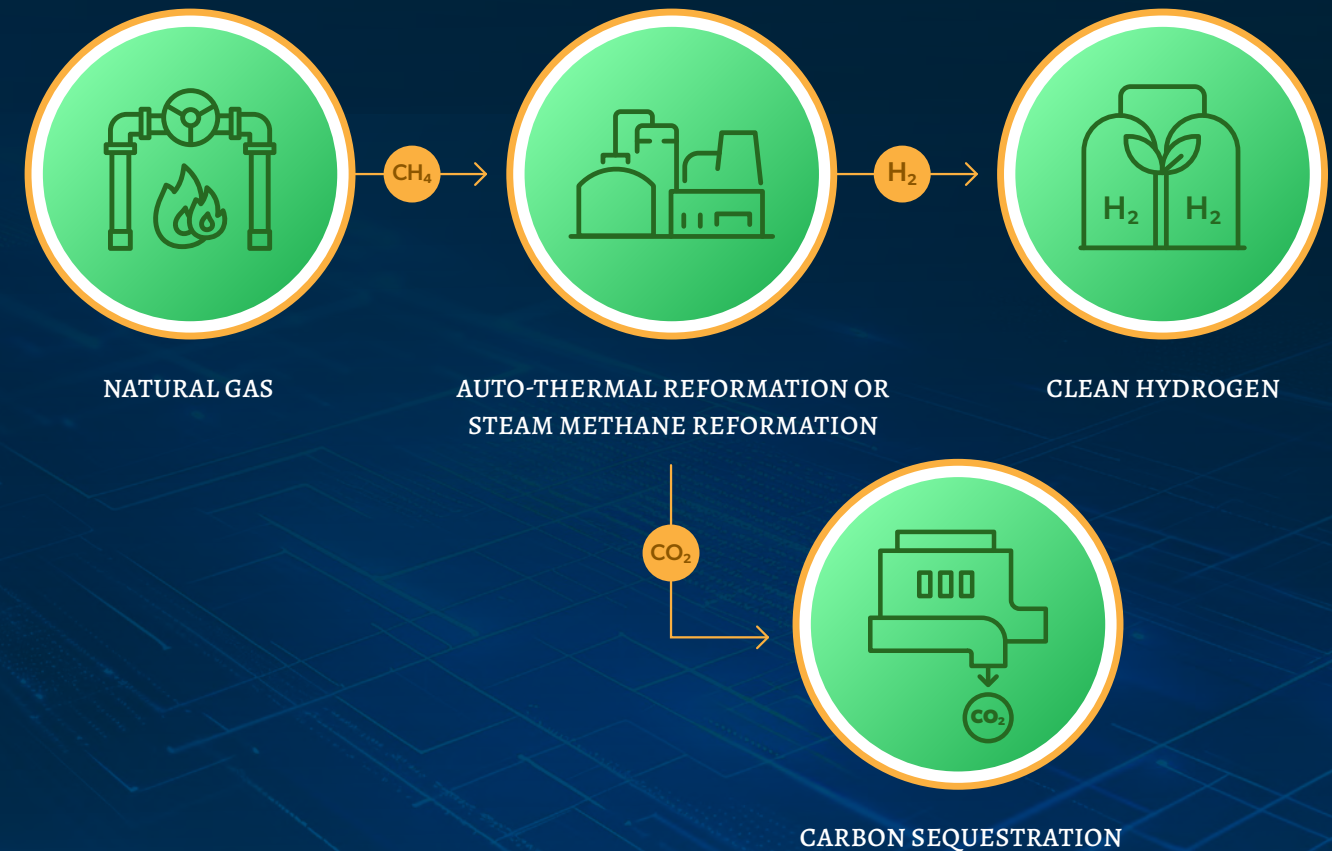 CH₄
H₂
H₂ H₂
NATURAL GAS
AUTO-THERMAL REFORMATION OR
STEAM METHANE REFORMATION
CLEAN HYDROGEN
CO₂
CO₂
CARBON SEQUESTRATION